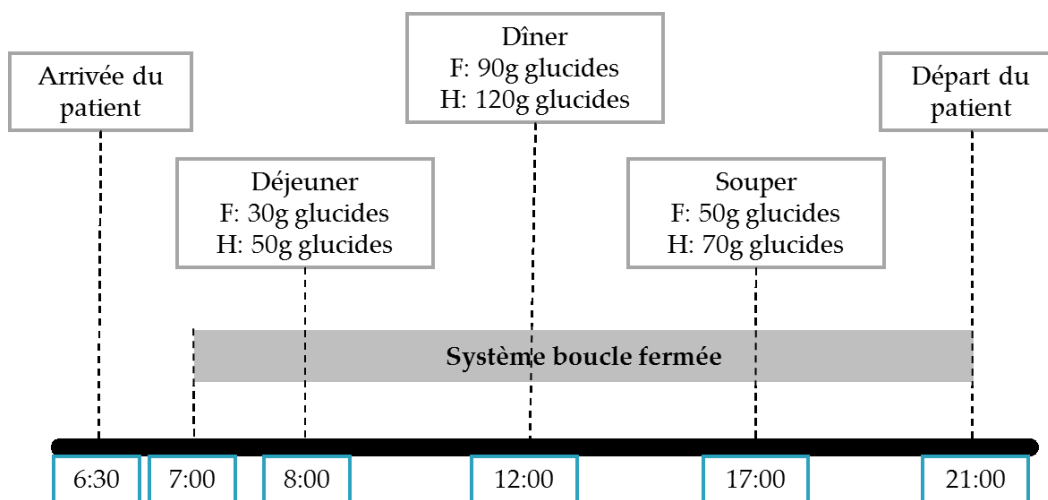 Arrivée du
patient
Déjeuner
F: 30g glucides
H: 50g glucides
Dîner
F: 90g glucides
H: 120g glucides
Souper
F: 50g glucides
H: 70g glucides
Départ du
patient
Système boucle fermée
6:30
7:00
8:00
12:00
17:00
21:00